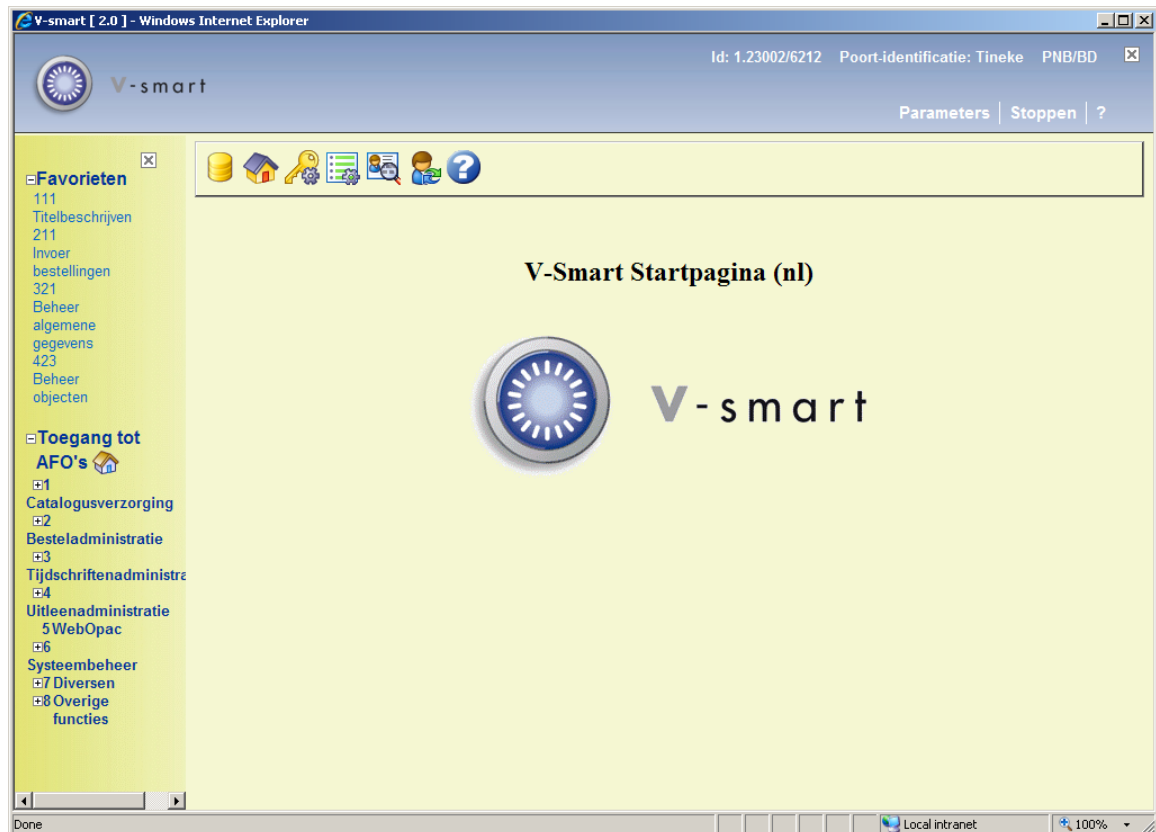 V-smart [ 2.0 ] - Windows Internet Explorer
Id: 1.23002/6212 Poort-identificatie: Tineke PNB/BD
V-smart
Parameters | Stoppen | ?
Favorieten
111
Titelbeschrijven
211
Invoer
bestellingen
321
Beheer
algemene
gegevens
423
Beheer
objecten
Toegang tot
AFO's
1
Catalogusverzorging
2
Besteladministratie
3
Tijdschriftenadministra
4
Uitleenadministratie
5 WebOpac
6
Systeembeheer
7 Diversen
8 Overige
functies
V-Smart Startpagina (nl)
V-smart
Done
Local intranet
100%